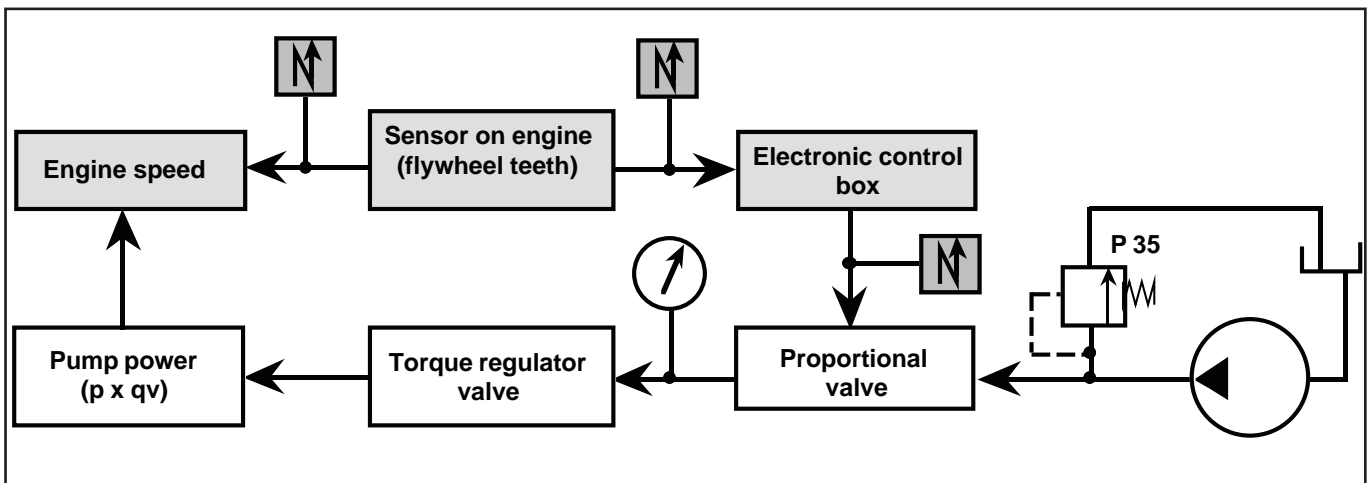 Engine speed
Sensor on engine
(flywheel teeth)
Electronic control
box
P 35
Pump power
(p x qv)
Torque regulator
valve
Proportional
valve